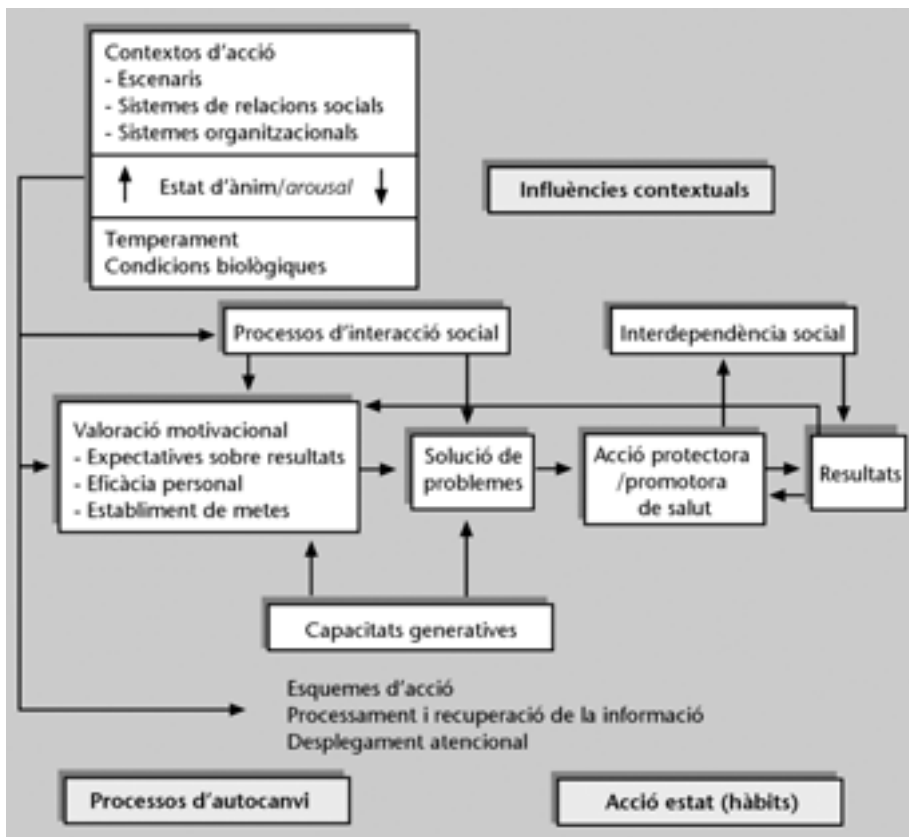 Contextos d'acció
- Escenaris
- Sistemes de relacions socials
- Sistemes organitzacionals
Estat d'ànim/arousal
Influències contextuals
Temperament
Condicions biològiques
Processos d'interacció social
Interdependència social
Valoració motivacional
- Expectatives sobre resultats
- Eficàcia personal
- Establiment de metes
Solució de
problemes
Acció protectora
/promotora
de salut
Resultats
Capacitats generatives
Esquemes d'acció
Processament i recuperació de la informació
Desplegament atencional
Processos d'autocanvi
Acció estat (hàbits)